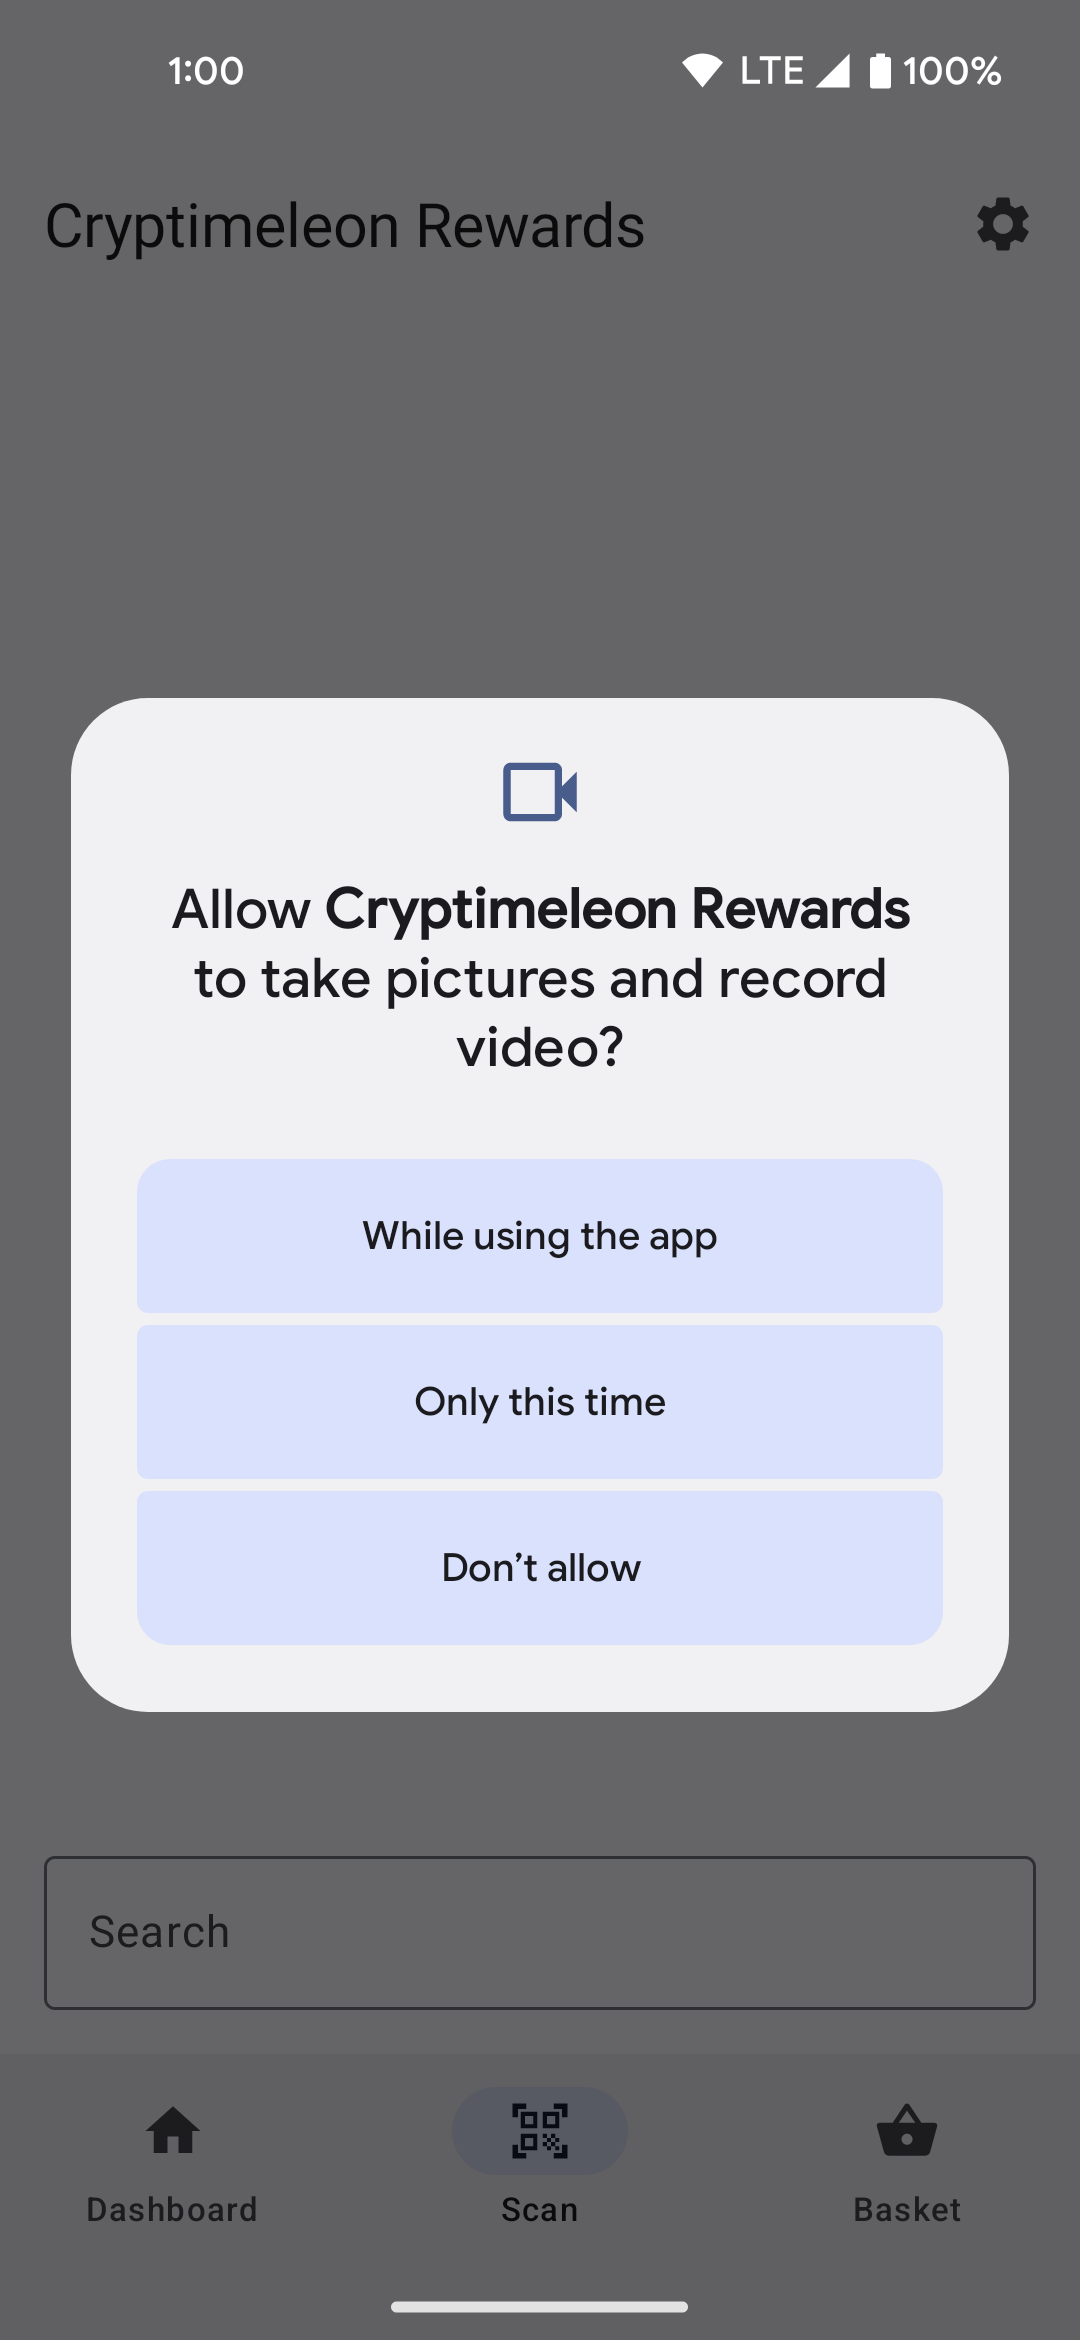 1:00 LTE 100%
Cryptimeleon Rewards
Allow Cryptimeleon Rewards
to take pictures and record
video?
While using the app
Only this time
Don’t allow
Search
Dashboard Scan Basket